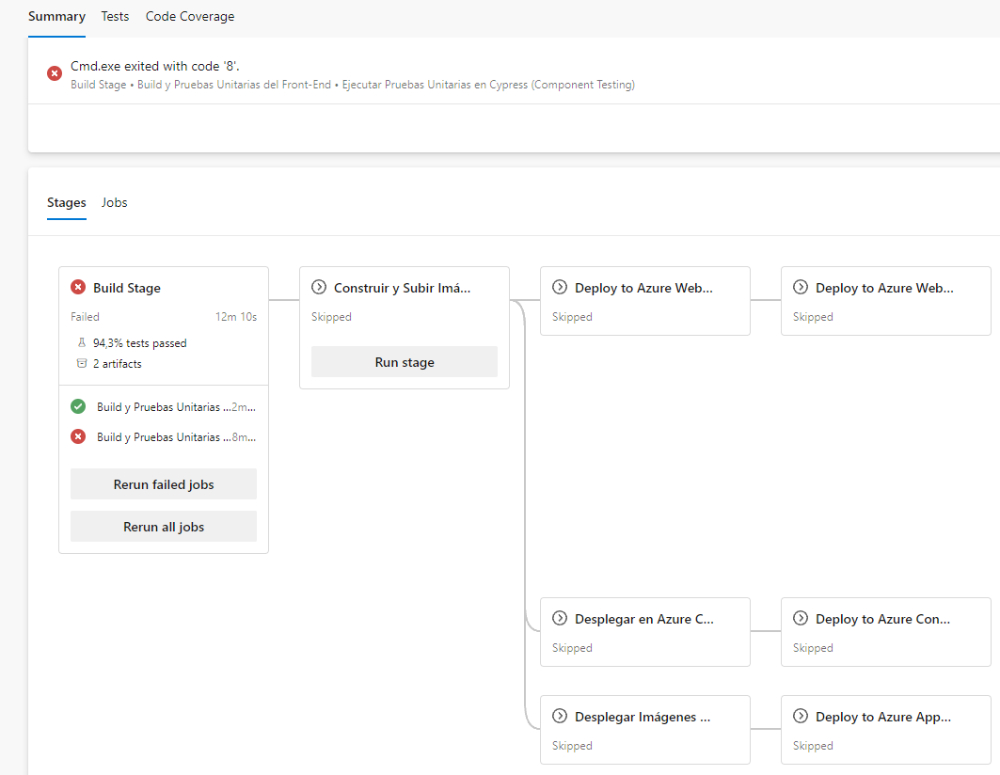 Summary Tests Code Coverage
Cmd.exe exited with code '8'.
Build Stage • Build y Pruebas Unitarias del Front-End • Ejecutar Pruebas Unitarias en Cypress (Component Testing)
Stages Jobs
Build Stage
Failed 12m 10s
94,3% tests passed
2 artifacts
Build y Pruebas Unitarias ...2m...
Build y Pruebas Unitarias ...8m...
Rerun failed jobs
Rerun all jobs
Construir y Subir Imá...
Skipped
Run stage
Deploy to Azure Web...
Skipped
Deploy to Azure Web...
Skipped
Desplegar en Azure C...
Skipped
Deploy to Azure Con...
Skipped
Desplegar Imágenes ...
Skipped
Deploy to Azure App...
Skipped